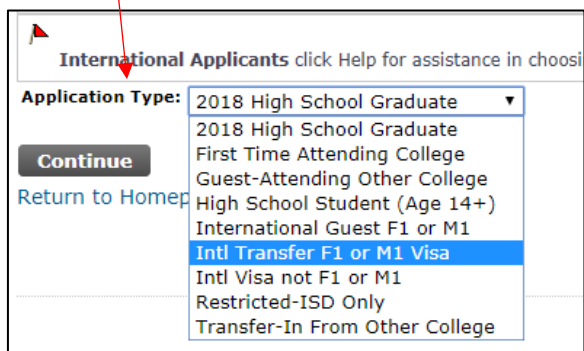 International Applicants click Help for assistance in choosi
Application Type: 2018 High School Graduate
2018 High School Graduate
First Time Attending College
Guest-Attending Other College
High School Student (Age 14+)
International Guest F1 or M1
Intl Transfer F1 or M1 Visa
Intl Visa not F1 or M1
Restricted-ISD Only
Transfer-In From Other College
Continue
Return to Homep